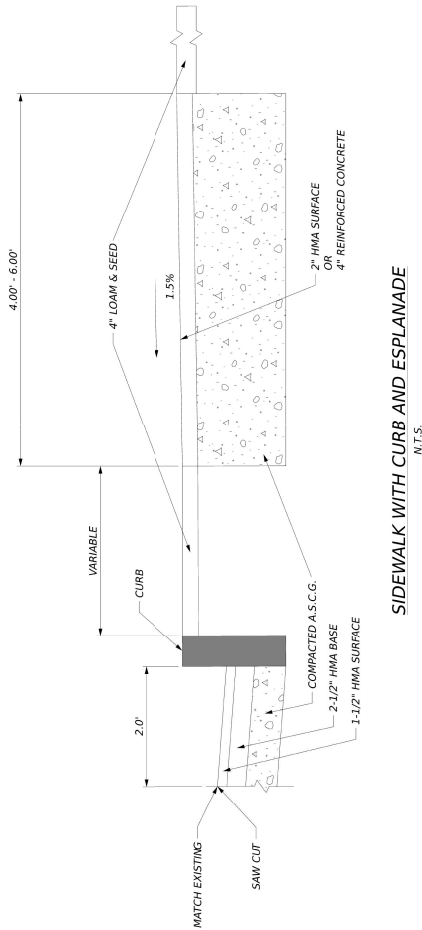 4.00' - 6.00'
4" LOAM & SEED
1.5%
VARIABLE
CURB
2.0'
MATCH EXISTING
SAW CUT
2" HMA SURFACE
OR
4" REINFORCED CONCRETE
COMPACTED A.S.C.G.
2-1/2" HMA BASE
1-1/2" HMA SURFACE
SIDEWALK WITH CURB AND ESPLANADE
N.T.S.